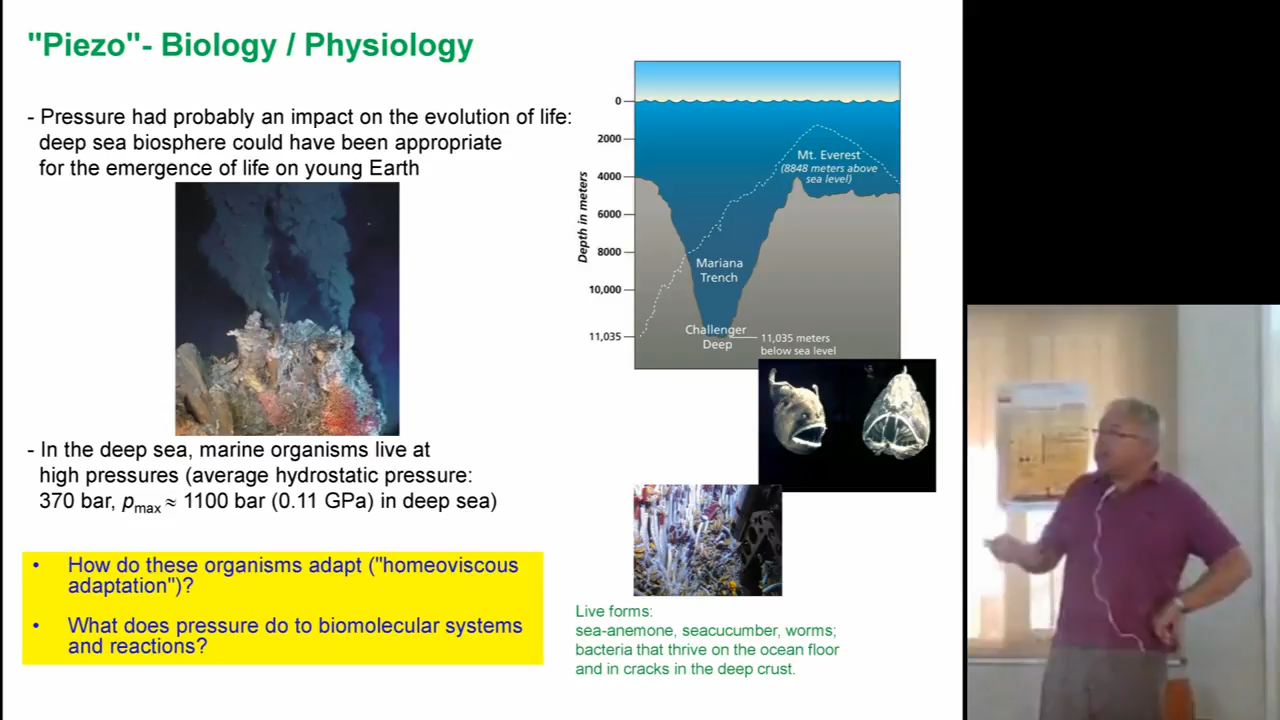 "Piezo"- Biology / Physiology
- Pressure had probably an impact on the evolution of life:
deep sea biosphere could have been appropriate
for the emergence of life on young Earth
- In the deep sea, marine organisms live at
high pressures (average hydrostatic pressure:
370 bar, pmax ≈ 1100 bar (0.11 GPa) in deep sea)
• How do these organisms adapt ("homeoviscous
adaptation")?
• What does pressure do to biomolecular systems
and reactions?
Depth in meters
0
2000
4000
6000
8000
10,000
11,035
Mt. Everest
(8848 meters above
sea level)
Mariana
Trench
Challenger
Deep
11,035 meters
below sea level
Live forms:
sea-anemone, seacucumber, worms;
bacteria that thrive on the ocean floor
and in cracks in the deep crust.